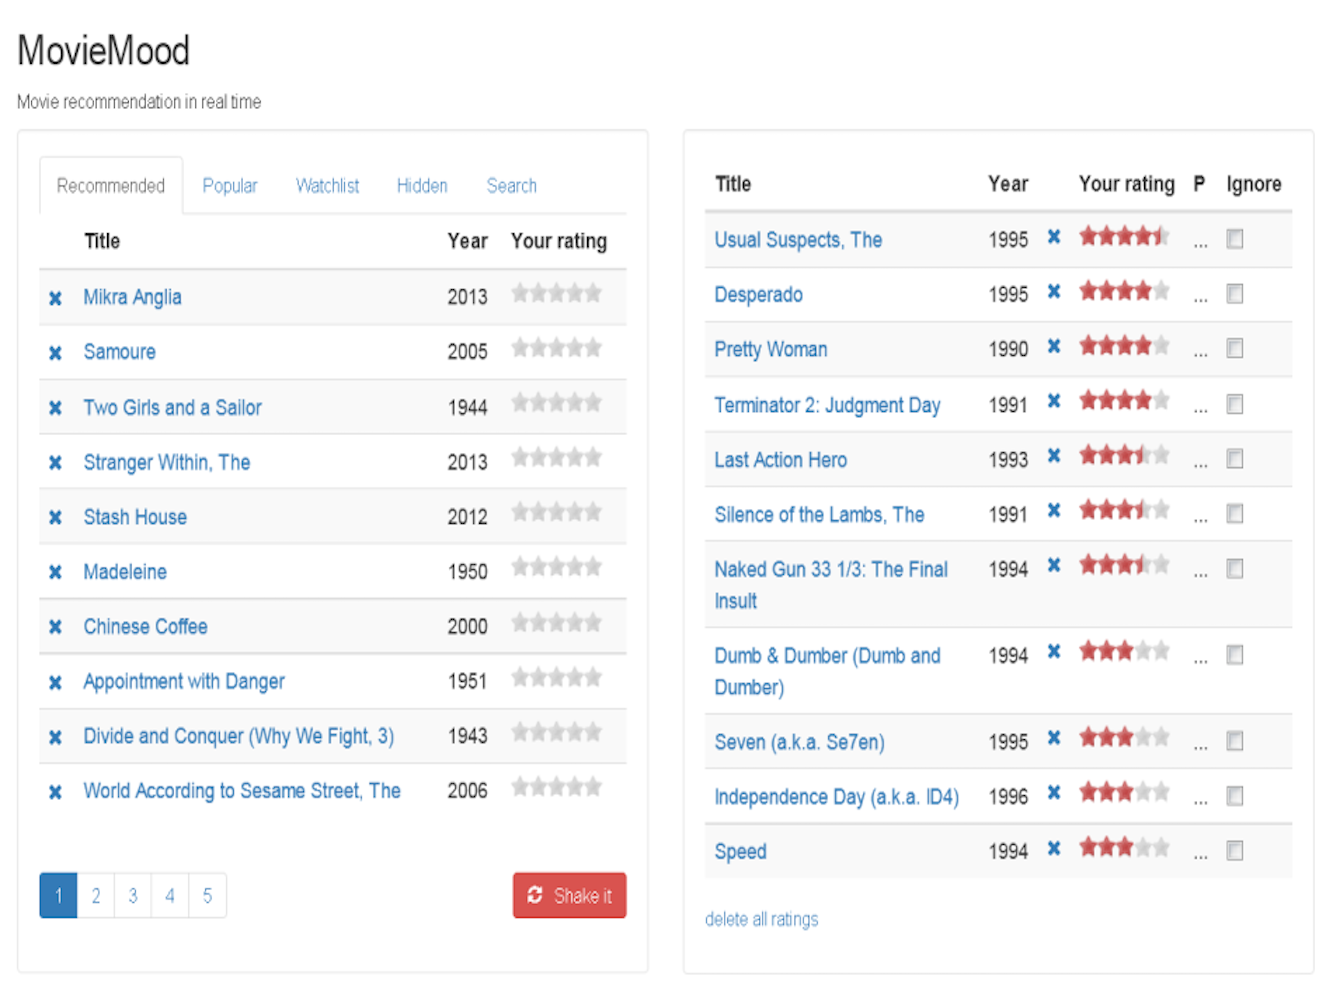 MovieMood
Movie recommendation in real time
Recommended Popular Watchlist Hidden Search
Title Year Your rating
Mikra Anglia 2013
Samoure 2005
Two Girls and a Sailor 1944
Stranger Within, The 2013
Stash House 2012
Madeleine 1950
Chinese Coffee 2000
Appointment with Danger 1951
Divide and Conquer (Why We Fight, 3) 1943
World According to Sesame Street, The 2006
1 2 3 4 5 Shake it
Title Year Your rating P Ignore
Usual Suspects, The 1995 ...
Desperado 1995 ...
Pretty Woman 1990 ...
Terminator 2: Judgment Day 1991 ...
Last Action Hero 1993 ...
Silence of the Lambs, The 1991 ...
Naked Gun 33 1/3: The Final 1994 ...
Insult
Dumb & Dumber (Dumb and 1994 ...
Dumber)
Seven (a.k.a. Se7en) 1995 ...
Independence Day (a.k.a. ID4) 1996 ...
Speed 1994 ...
delete all ratings